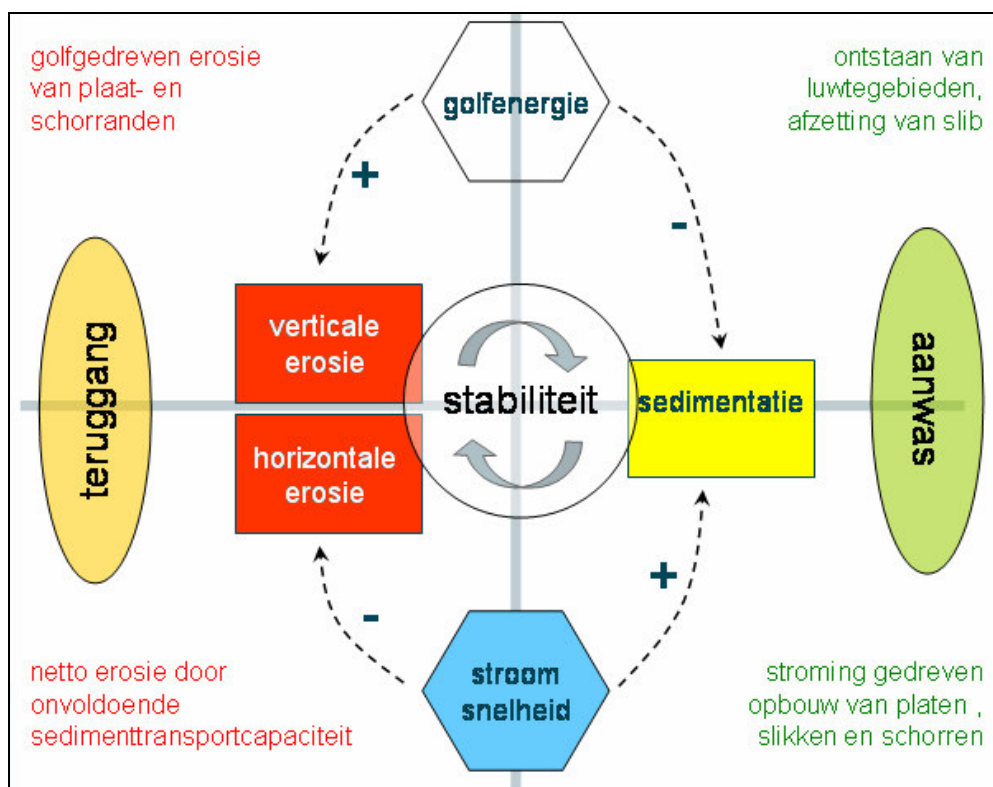 golfgedreven erosie
van plaat- en
schorranden
golfenergie
ontstaan van
luwtegebieden,
afzetting van slib
+
-
teruggang
verticale
erosie
horizontale
erosie
stabiliteit
sedimentatie
aanwas
-
+
netto erosie door
onvoldoende
sedimenttransportcapaciteit
stroom
snelheid
stroming gedreven
opbouw van platen ,
slikken en schorren